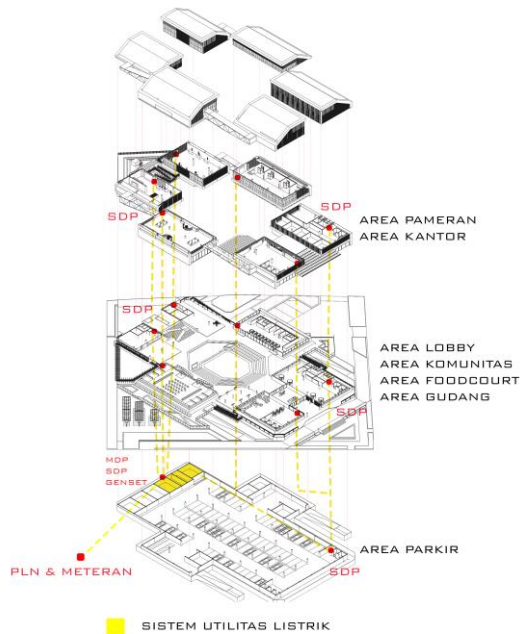 SDP
AREA PAMERAN
SDP
AREA KANTOR
SDP
AREA LOBBY
AREA KOMUNITAS
AREA FOODCOURT
AREA GUDANG
SDP
MDP
SDP
GENSET
AREA PARKIR
PLN & METERAN
SDP
SISTEM UTILITAS LISTRIK